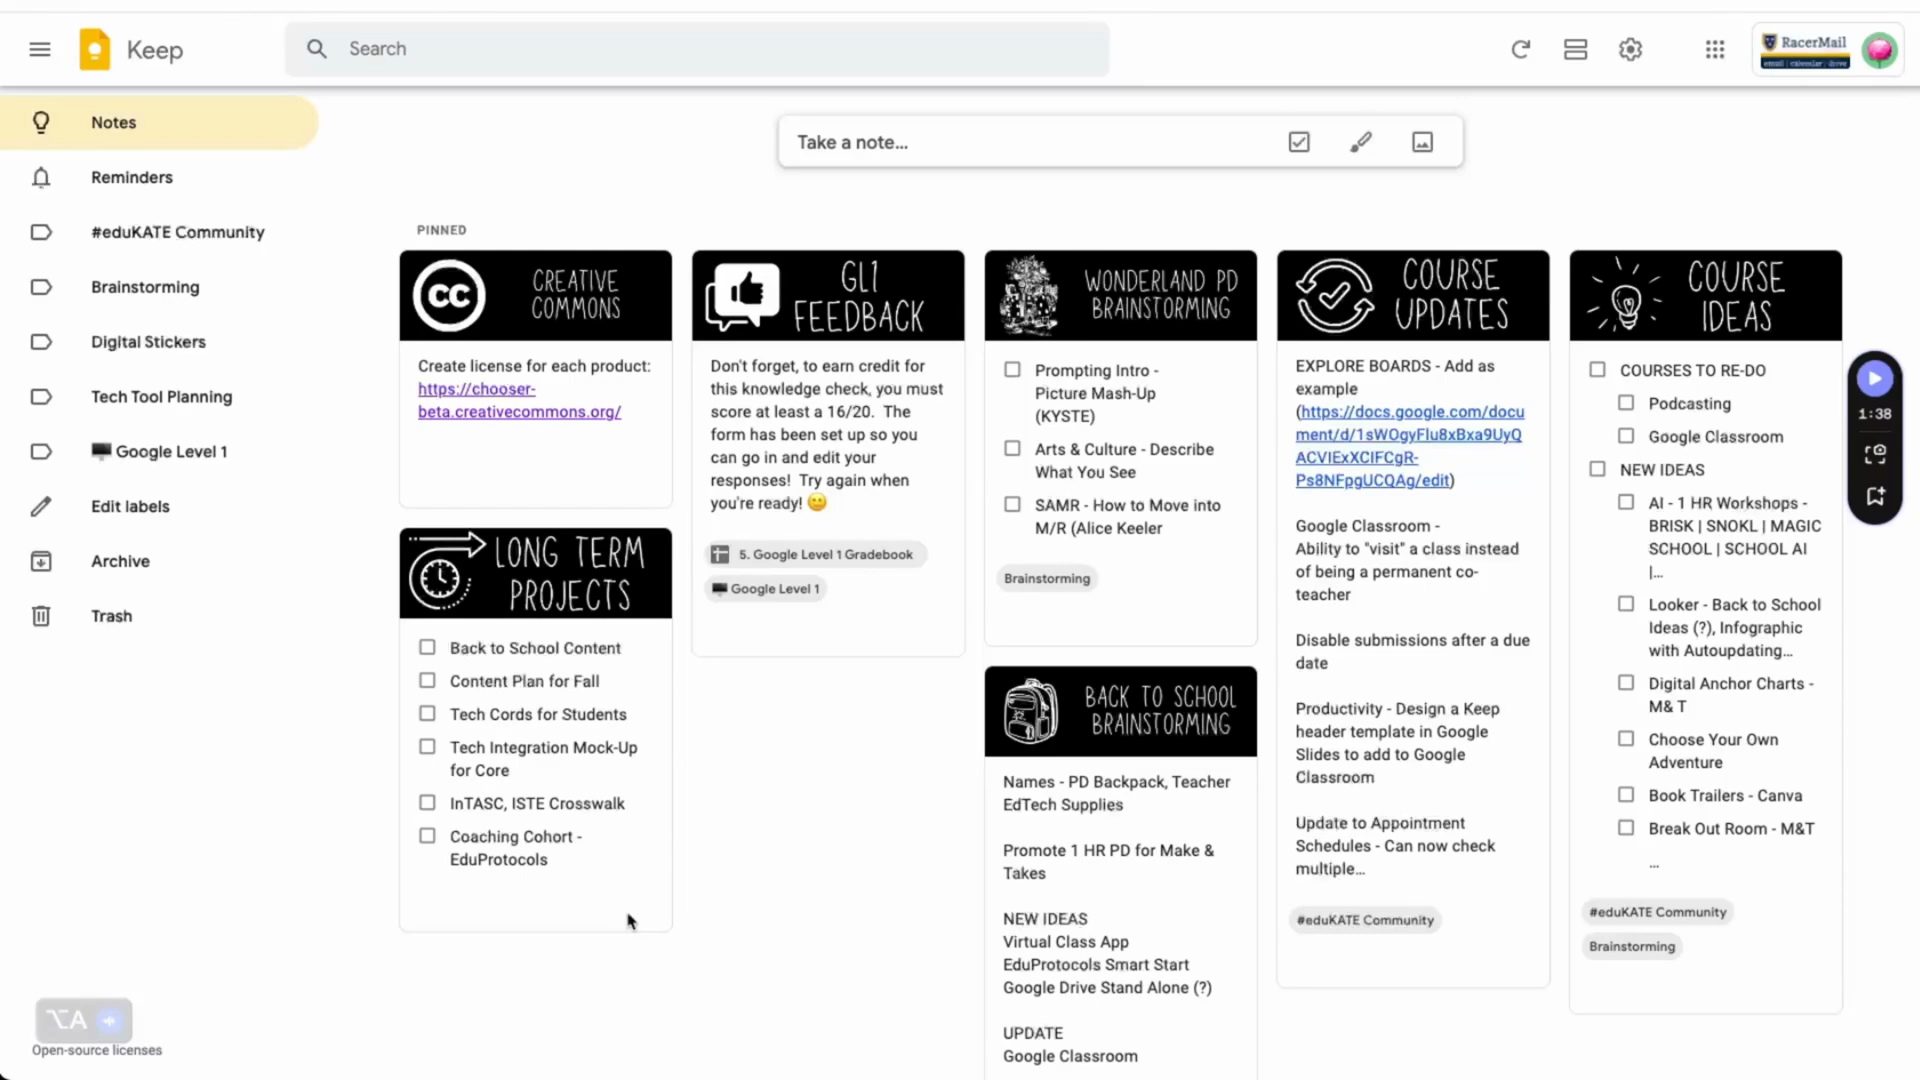 Keep
Search
RacerMail
email | calendar | drive
Notes
Reminders
#eduKATE Community
Brainstorming
Digital Stickers
Tech Tool Planning
Google Level 1
Edit labels
Archive
Trash
Take a note...
PINNED
CREATIVE
COMMONS
Create license for each product:
https://chooser-
beta.creativecommons.org/
LONG TERM
PROJECTS
Back to School Content
Content Plan for Fall
Tech Cords for Students
Tech Integration Mock-Up
for Core
InTASC, ISTE Crosswalk
Coaching Cohort -
EduProtocols
GL1
FEEDBACK
Don't forget, to earn credit for
this knowledge check, you must
score at least a 16/20. The
form has been set up so you
can go in and edit your
responses! Try again when
you're ready! 🙂
5. Google Level 1 Gradebook
Google Level 1
WONDERLAND PD
BRAINSTORMING
Prompting Intro -
Picture Mash-Up
(KYSTE)
Arts & Culture - Describe
What You See
SAMR - How to Move into
M/R (Alice Keeler
Brainstorming
BACK TO SCHOOL
BRAINSTORMING
Names - PD Backpack, Teacher
EdTech Supplies
Promote 1 HR PD for Make &
Takes
NEW IDEAS
Virtual Class App
EduProtocols Smart Start
Google Drive Stand Alone (?)
UPDATE
Google Classroom
COURSE
UPDATES
EXPLORE BOARDS - Add as
example
(https://docs.google.com/docu
ment/d/1sWOgyFlu8xBxa9UyQ
ACVIExXCIFCgR-
Ps8NFpgUCQAg/edit)
Google Classroom -
Ability to "visit" a class instead
of being a permanent co-
teacher
Disable submissions after a due
date
Productivity - Design a Keep
header template in Google
Slides to add to Google
Classroom
Update to Appointment
Schedules - Can now check
multiple...
#eduKATE Community
COURSE
IDEAS
COURSES TO RE-DO
Podcasting
Google Classroom
NEW IDEAS
AI - 1 HR Workshops -
BRISK | SNOKL | MAGIC
SCHOOL | SCHOOL AI
|...
Looker - Back to School
Ideas (?), Infographic
with Autoupdating...
Digital Anchor Charts -
M& T
Choose Your Own
Adventure
Book Trailers - Canva
Break Out Room - M&T
...
#eduKATE Community
Brainstorming
1:38
⌥A
Open-source licenses